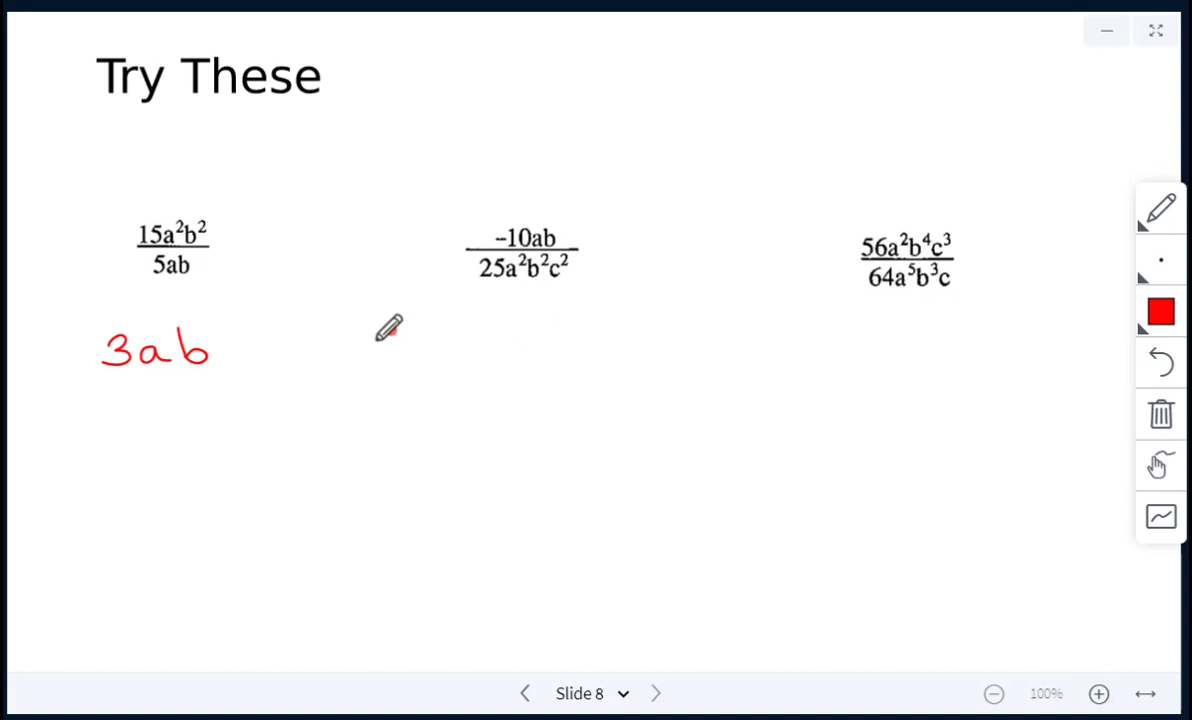 Try These
15a²b²
5ab
-10ab
25a²b²c²
56a²b⁴c³
64a⁵b³c
3ab
Slide 8
100%